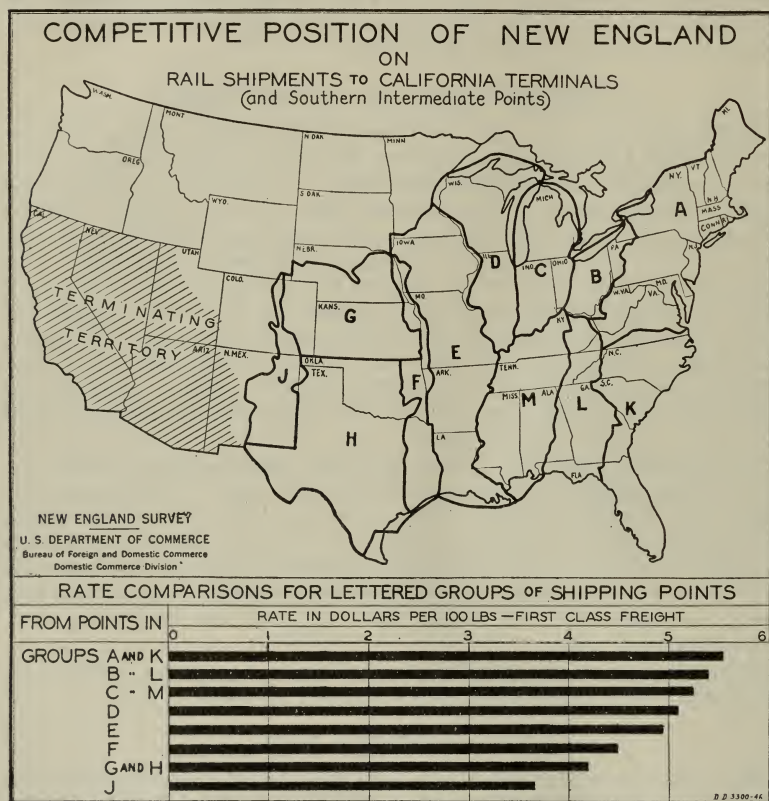 COMPETITIVE POSITION OF NEW ENGLAND
ON
RAIL SHIPMENTS TO CALIFORNIA TERMINALS
(and Southern Intermediate Points)
WASH.
MONT
N.DAK
MINN
ME.
OREG
N.Y.
VT
WIS.
MICH
N.H.
S.DAK
WYO.
A
MASS
CONN
CAL
NEV
UTAH
NEBR.
IOWA
ILL
D
IND
C
OHIO
B
PA
N.J.
COLO.
MO.
W.VA
VA.
M.D.
KANS.
G
KY.
TERMINATING
TERRITORY
ARIZ
N.MEX.
J
OKLA
TEX.
F
E
ARK.
TENN.
N.C.
S.C.
MISS
M
ALA
GA
L
K
H
LA
FLA
NEW ENGLAND SURVEY
U. S. DEPARTMENT OF COMMERCE
Bureau of Foreign and Domestic Commerce
Domestic Commerce Division
RATE COMPARISONS FOR LETTERED GROUPS OF SHIPPING POINTS
FROM POINTS IN
RATE IN DOLLARS PER 100 LBS — FIRST CLASS FREIGHT
0 1 2 3 4 5 6
GROUPS A AND K
B " L
C " M
D
E
F
G AND H
J
D D 3300-46